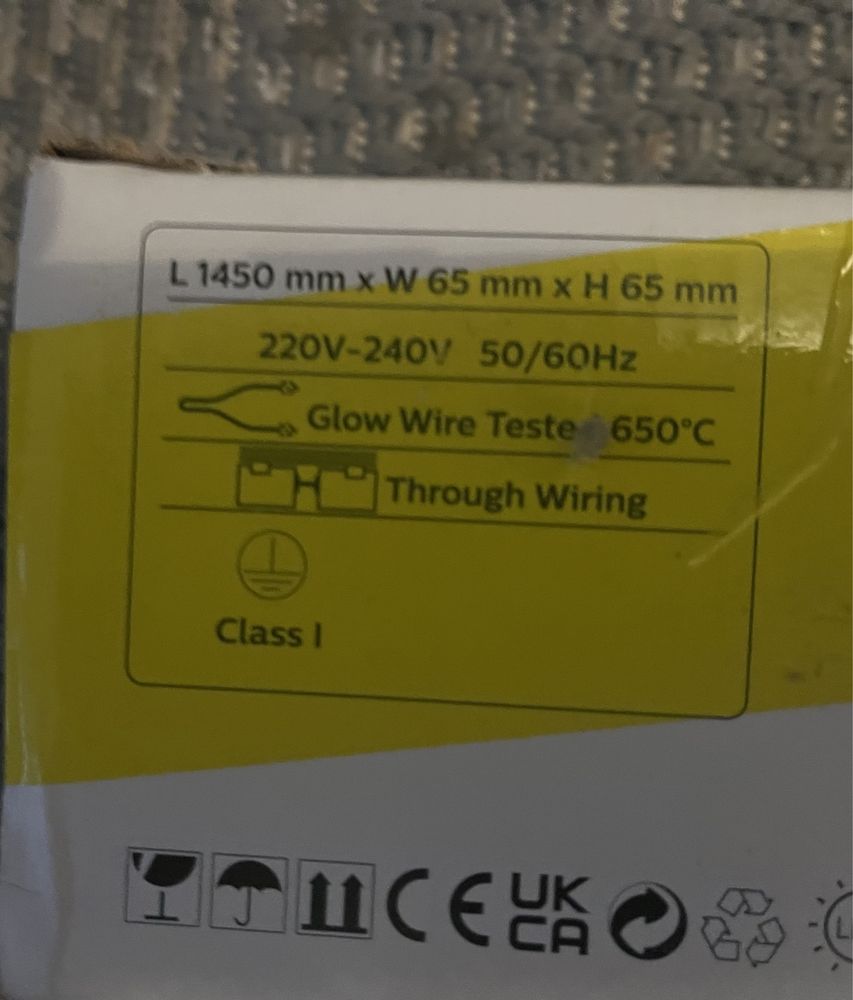 L 1450 mm x W 65 mm x H 65 mm
220V-240V 50/60Hz
Glow Wire Teste 650°C
Through Wiring
Class I
CE UK
CA